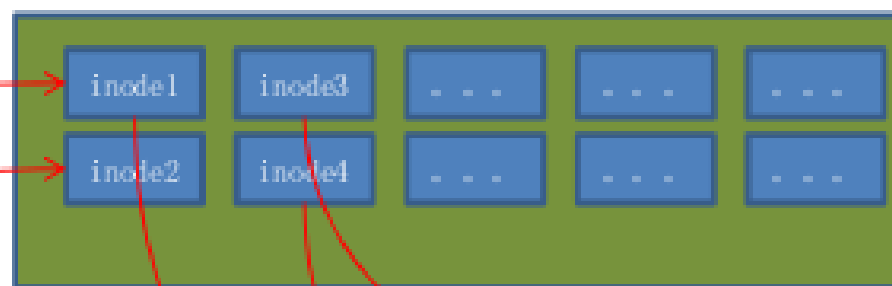 inode1 inode3 . . . . . . . . .
inode2 inode4 . . . . . . . . .